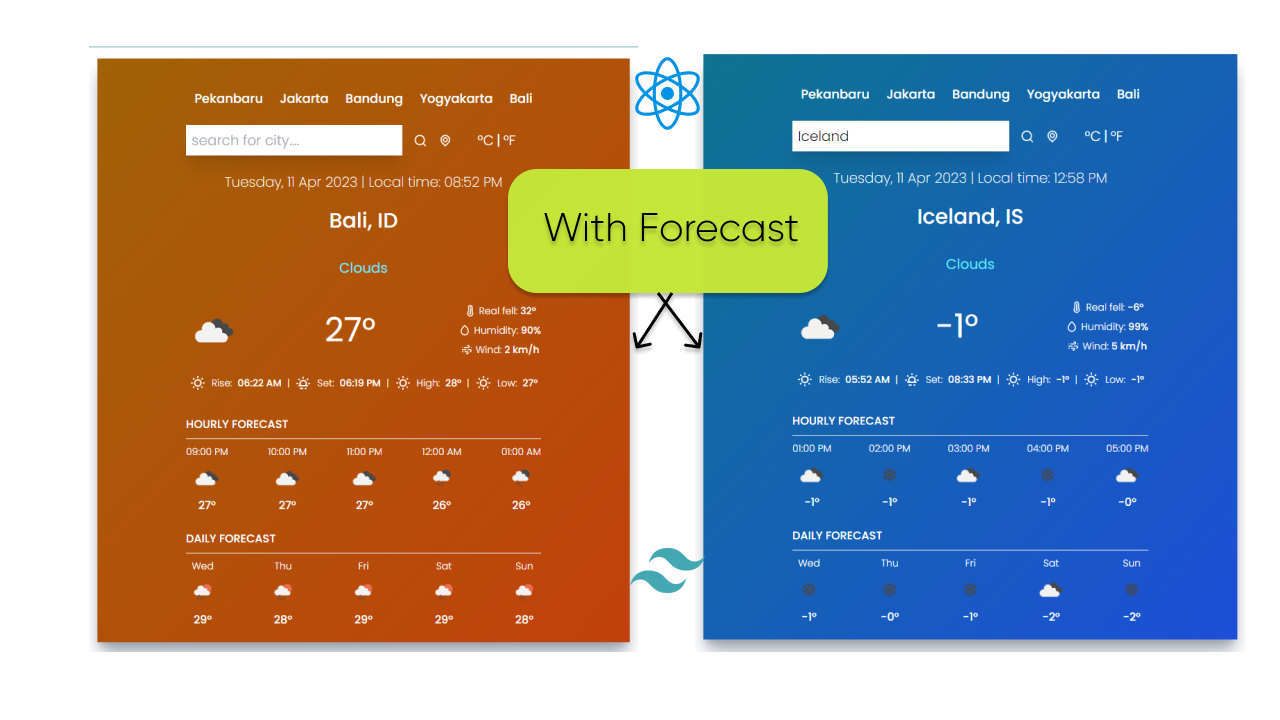 Pekanbaru Jakarta Bandung Yogyakarta Bali
search for city....
°C | °F
Tuesday, 11 Apr 2023 | Local time: 08:52 PM
Bali, ID
Clouds
27°
Real fell: 32°
Humidity: 90%
Wind: 2 km/h
Rise: 06:22 AM | Set: 06:19 PM | High: 28° | Low: 27°
HOURLY FORECAST
09:00 PM 10:00 PM 11:00 PM 12:00 AM 01:00 AM
27° 27° 27° 26° 26°
DAILY FORECAST
Wed Thu Fri Sat Sun
29° 28° 29° 29° 28°
With Forecast
Pekanbaru Jakarta Bandung Yogyakarta Bali
Iceland
°C | °F
Tuesday, 11 Apr 2023 | Local time: 12:58 PM
Iceland, IS
Clouds
-1°
Real fell: -6°
Humidity: 99%
Wind: 5 km/h
Rise: 05:52 AM | Set: 08:33 PM | High: -1° | Low: -1°
HOURLY FORECAST
01:00 PM 02:00 PM 03:00 PM 04:00 PM 05:00 PM
-1° -1° -1° -1° -0°
DAILY FORECAST
Wed Thu Fri Sat Sun
-1° -0° -1° -2° -2°